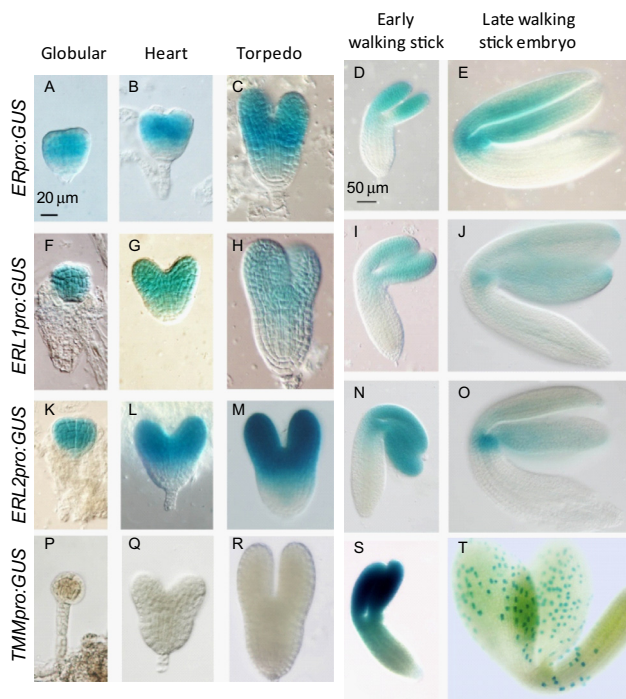 Globular
Heart
Torpedo
Early
walking stick
Late walking
stick embryo
ERpro:GUS
A
B
C
D
E
20 μm
50 μm
ERL1pro:GUS
F
G
H
I
J
ERL2pro:GUS
K
L
M
N
O
TMMpro:GUS
P
Q
R
S
T